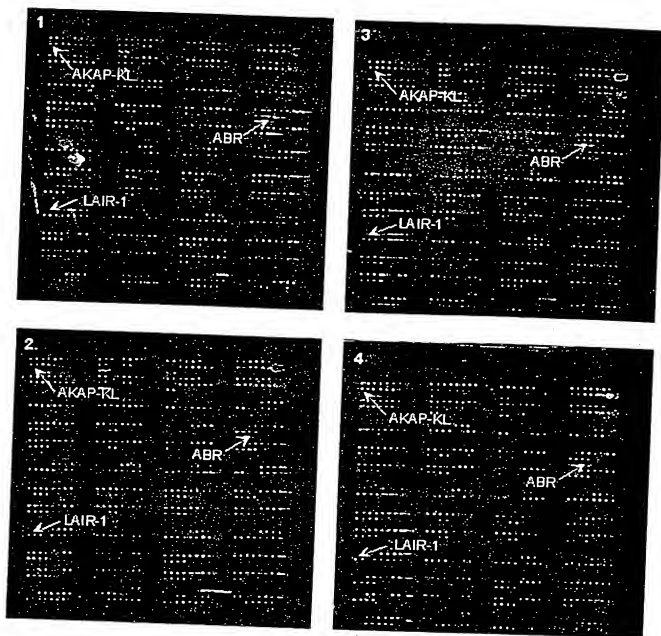 1
AKAP-KL
ABR
LAIR-1
3
AKAP-KL
ABR
LAIR-1
2
AKAP-KL
ABR
LAIR-1
4
AKAP-KL
ABR
LAIR-1